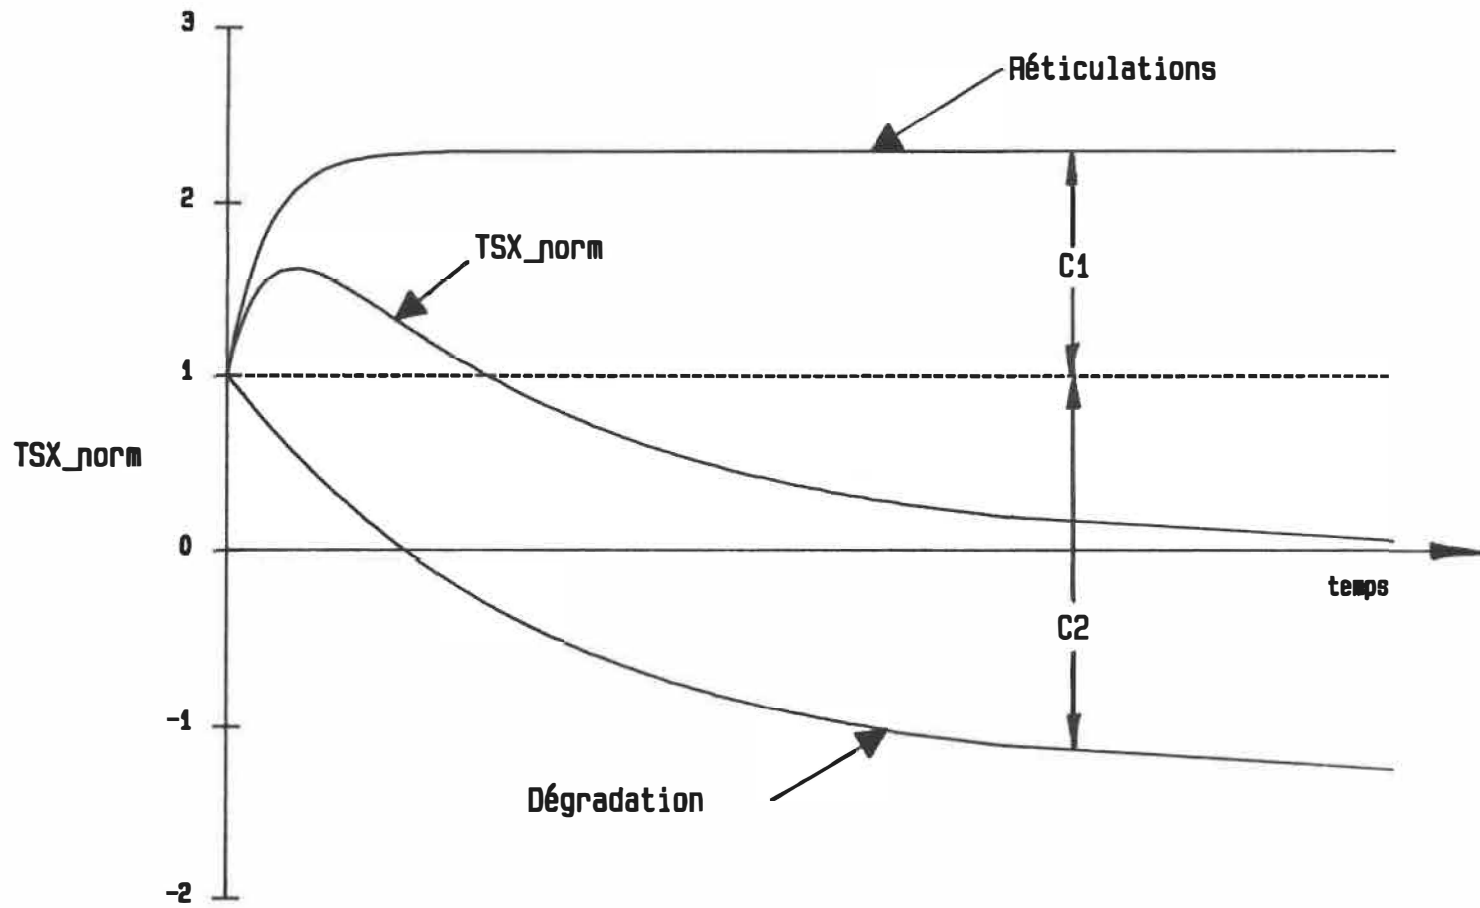 3
Réticulations
2
TSX_norm
C1
1
TSX_norm
0
temps
C2
-1
Dégradation
-2